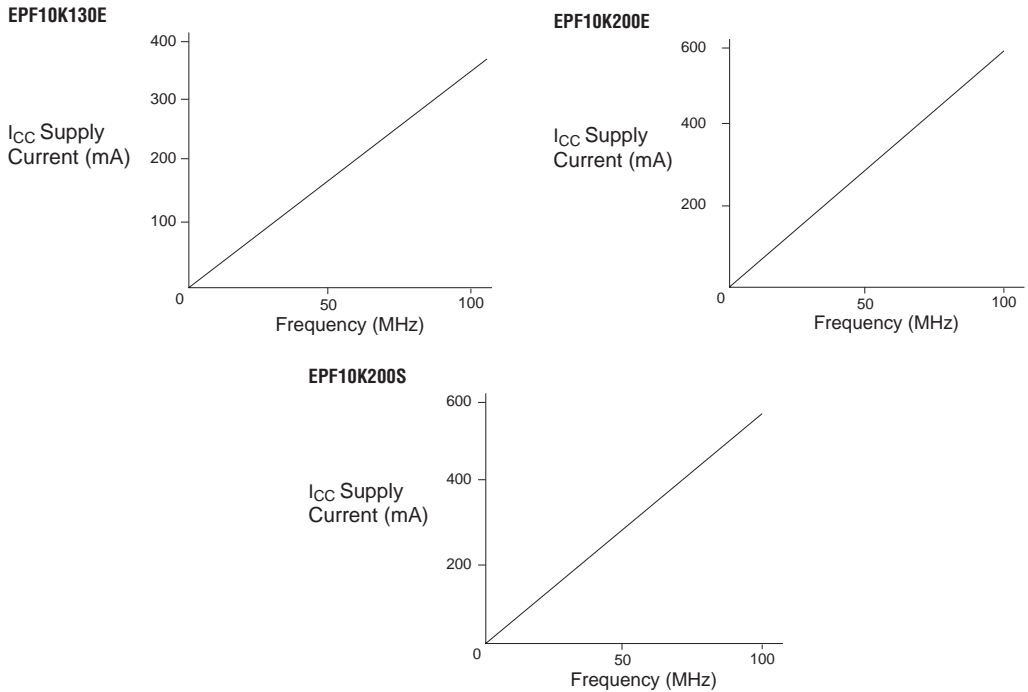 EPF10K130E
400
300
200
100
0
50
100
ICC Supply
Current (mA)
Frequency (MHz)
EPF10K200E
600
400
200
0
50
100
ICC Supply
Current (mA)
Frequency (MHz)
EPF10K200S
600
400
200
0
50
100
ICC Supply
Current (mA)
Frequency (MHz)